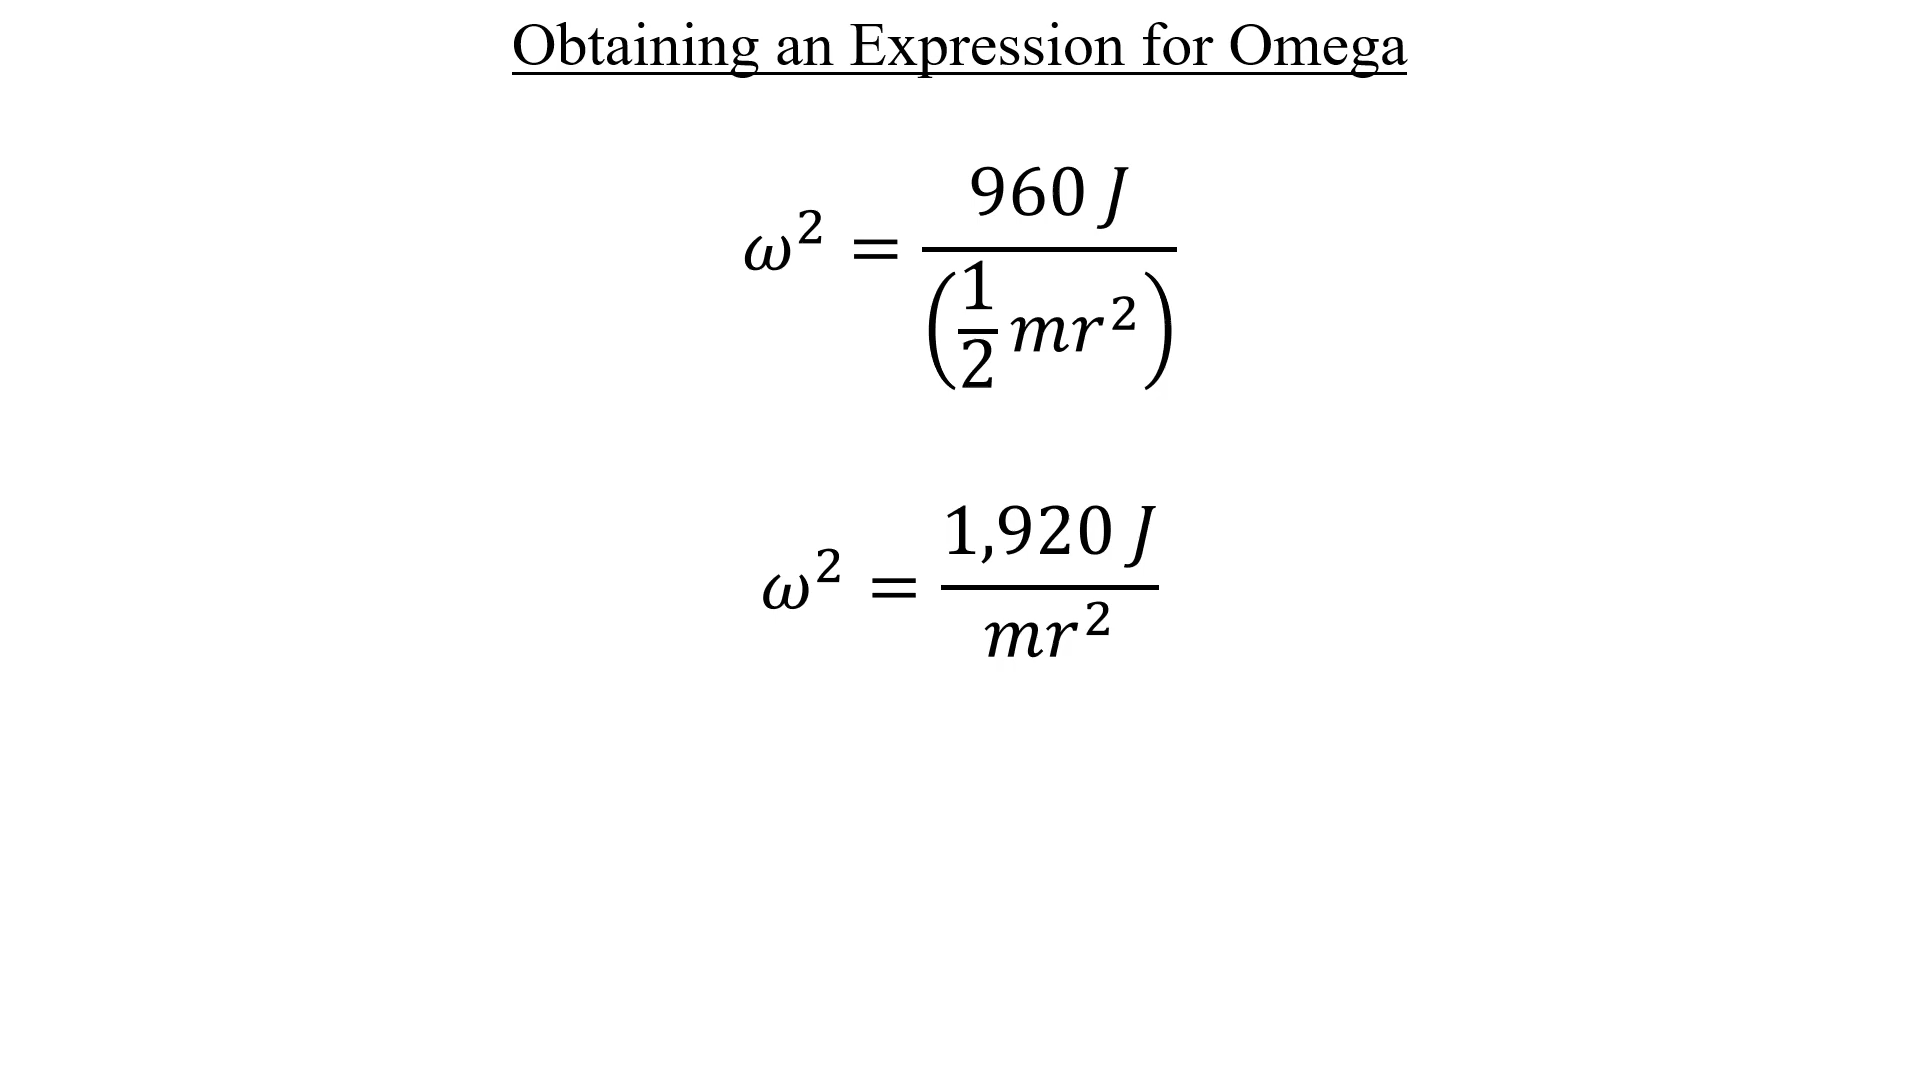 Obtaining an Expression for Omega
ω² = 960 J / (1/2 mr²)
ω² = 1,920 J / mr²